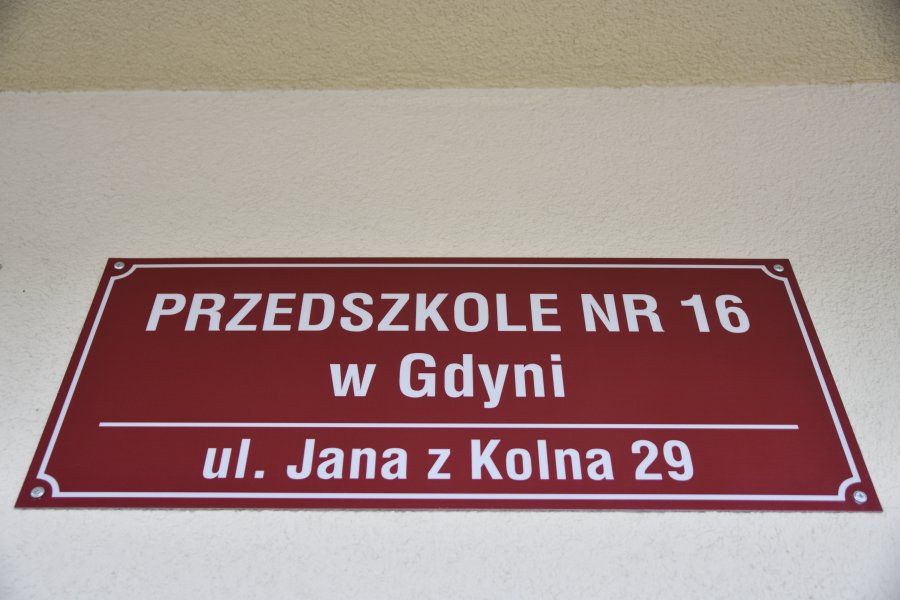 PRZEDSZKOLE NR 16
w Gdyni
ul. Jana z Kolna 29